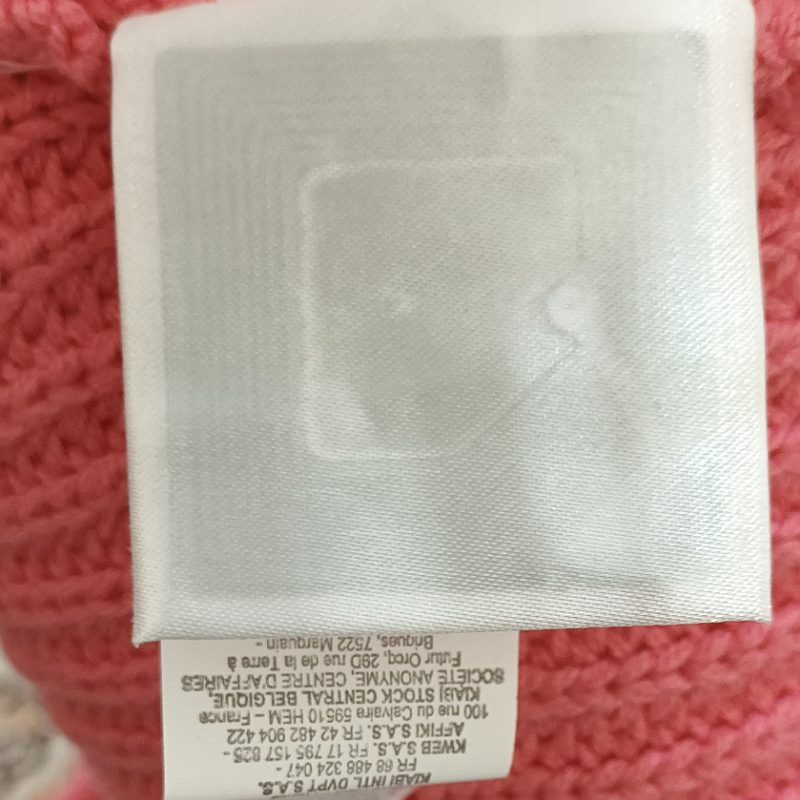 KIABI INTL DVPT S.A.S.
FR 68 488 324 047 -
KWEB S.A.S. FR 17 795 157 825 -
AFFIKI S.A.S. FR 42 482 904 422
100 rue du Calvaire 59510 HEM – France
KIABI STOCK CENTRAL BELGIQUE,
SOCIÉTÉ ANONYME, CENTRE D'AFFAIRES
Futur Orcq, 29D rue de la Terre à
Briques, 7522 Marquain -